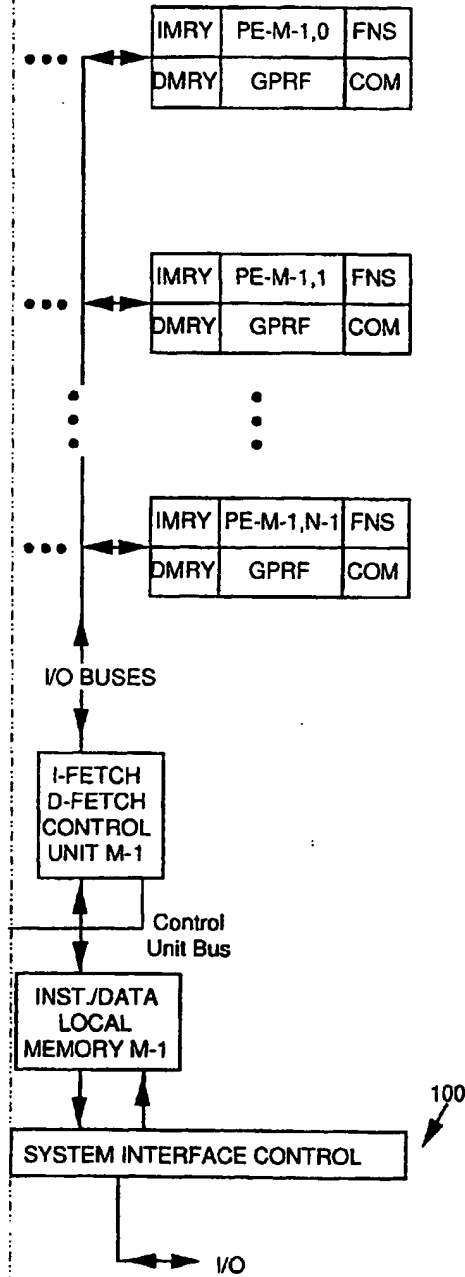 IMRY PE-M-1,0 FNS
DMRY GPRF COM
IMRY PE-M-1,1 FNS
DMRY GPRF COM
IMRY PE-M-1,N-1 FNS
DMRY GPRF COM
I/O BUSES
I-FETCH
D-FETCH
CONTROL
UNIT M-1
Control
Unit Bus
INST./DATA
LOCAL
MEMORY M-1
100
SYSTEM INTERFACE CONTROL
I/O